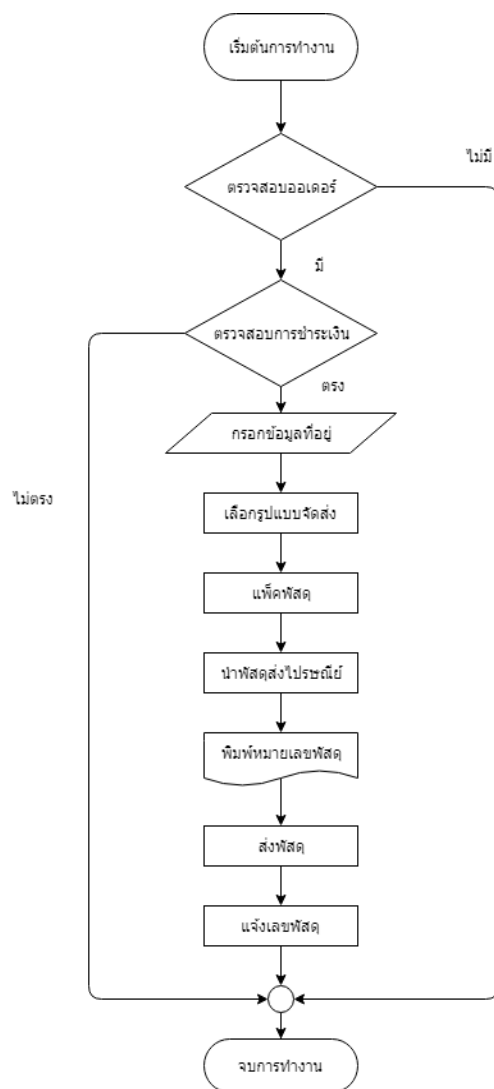 เริ่มต้นการทำงาน
ไม่มี
ตรวจสอบออเดอร์
มี
ตรวจสอบการชำระเงิน
ตรง
กรอกข้อมูลที่อยู่
ไม่ตรง
เลือกรูปแบบจัดส่ง
แพ็คพัสดุ
นำพัสดุส่งไปรษณีย์
พิมพ์หมายเลขพัสดุ
ส่งพัสดุ
แจ้งเลขพัสดุ
จบการทำงาน